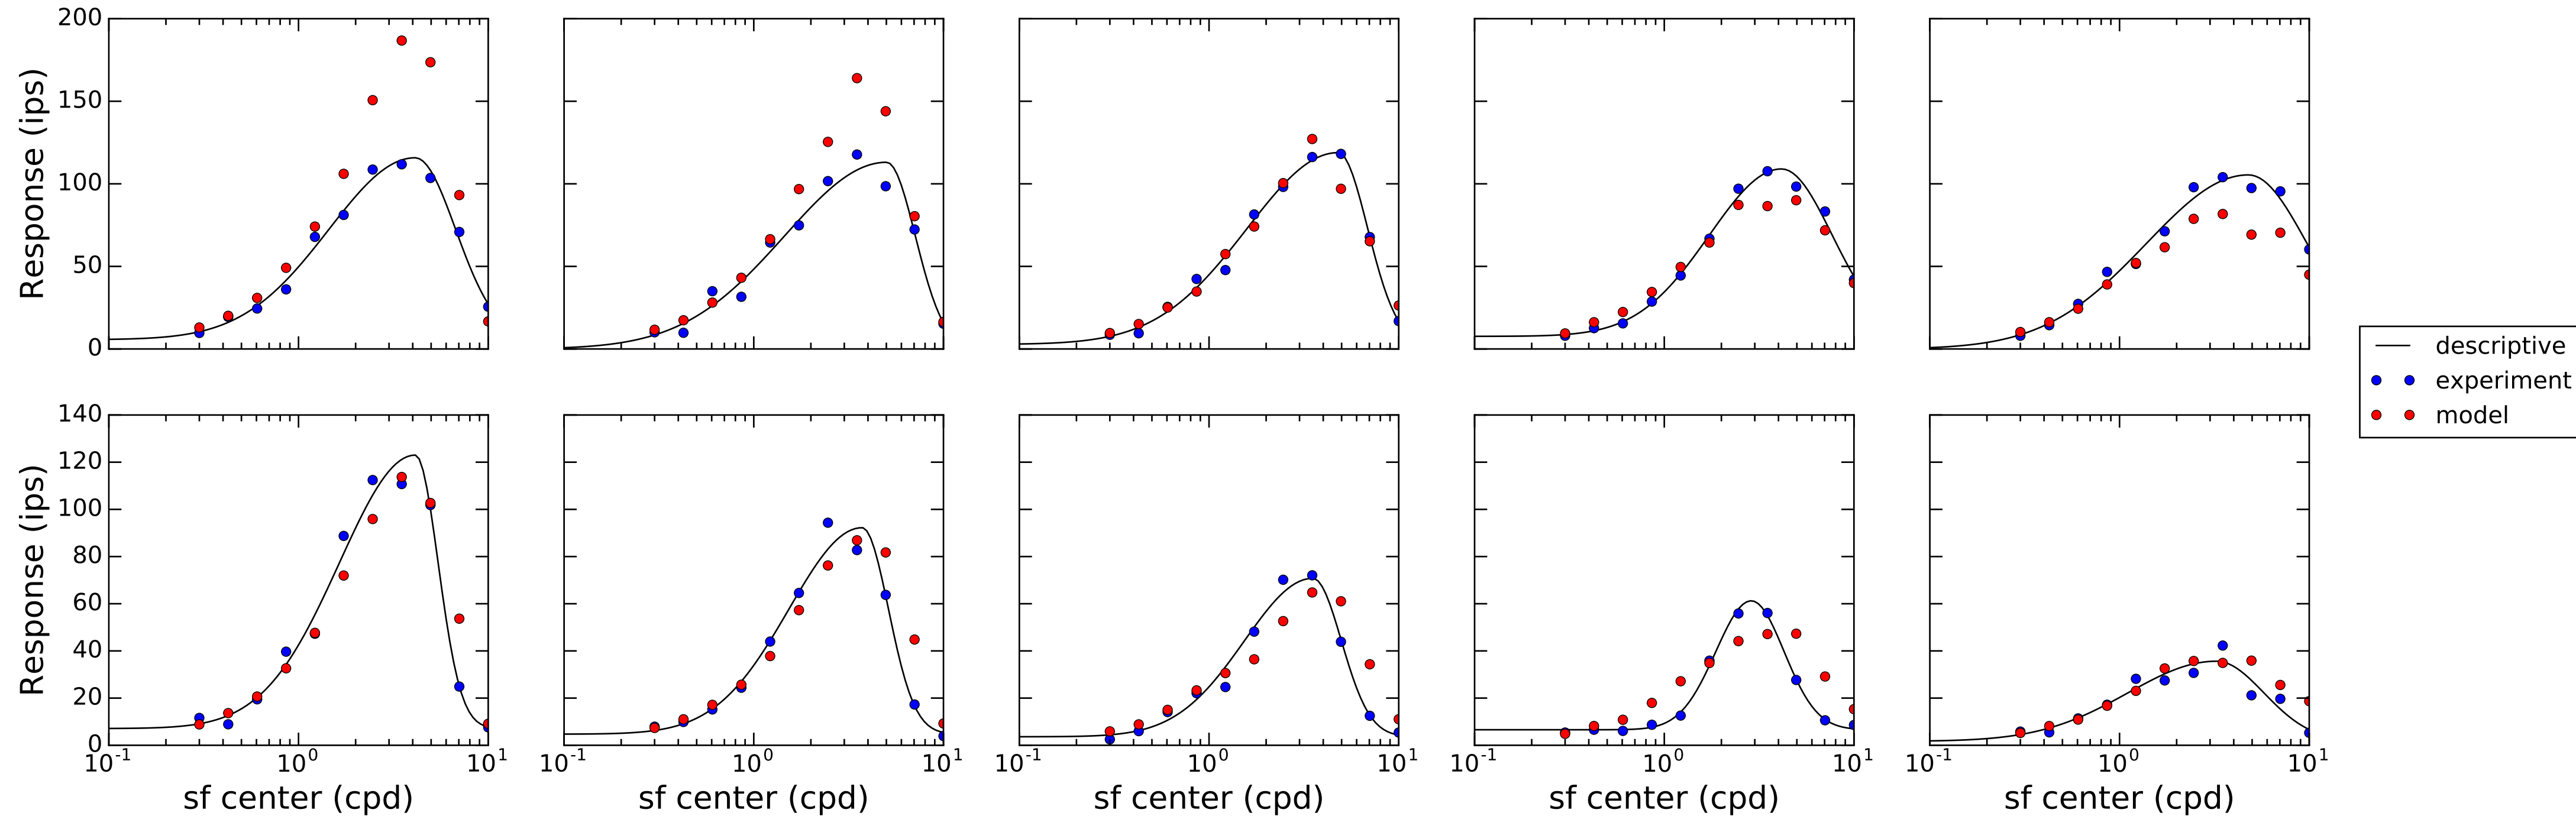 200
150
100
50
0
Response (ips)
descriptive
experiment
model
140
120
100
80
60
40
20
0
Response (ips)
10⁻¹ 10⁰ 10¹
10⁻¹ 10⁰ 10¹
10⁻¹ 10⁰ 10¹
10⁻¹ 10⁰ 10¹
10⁻¹ 10⁰ 10¹
sf center (cpd)
sf center (cpd)
sf center (cpd)
sf center (cpd)
sf center (cpd)